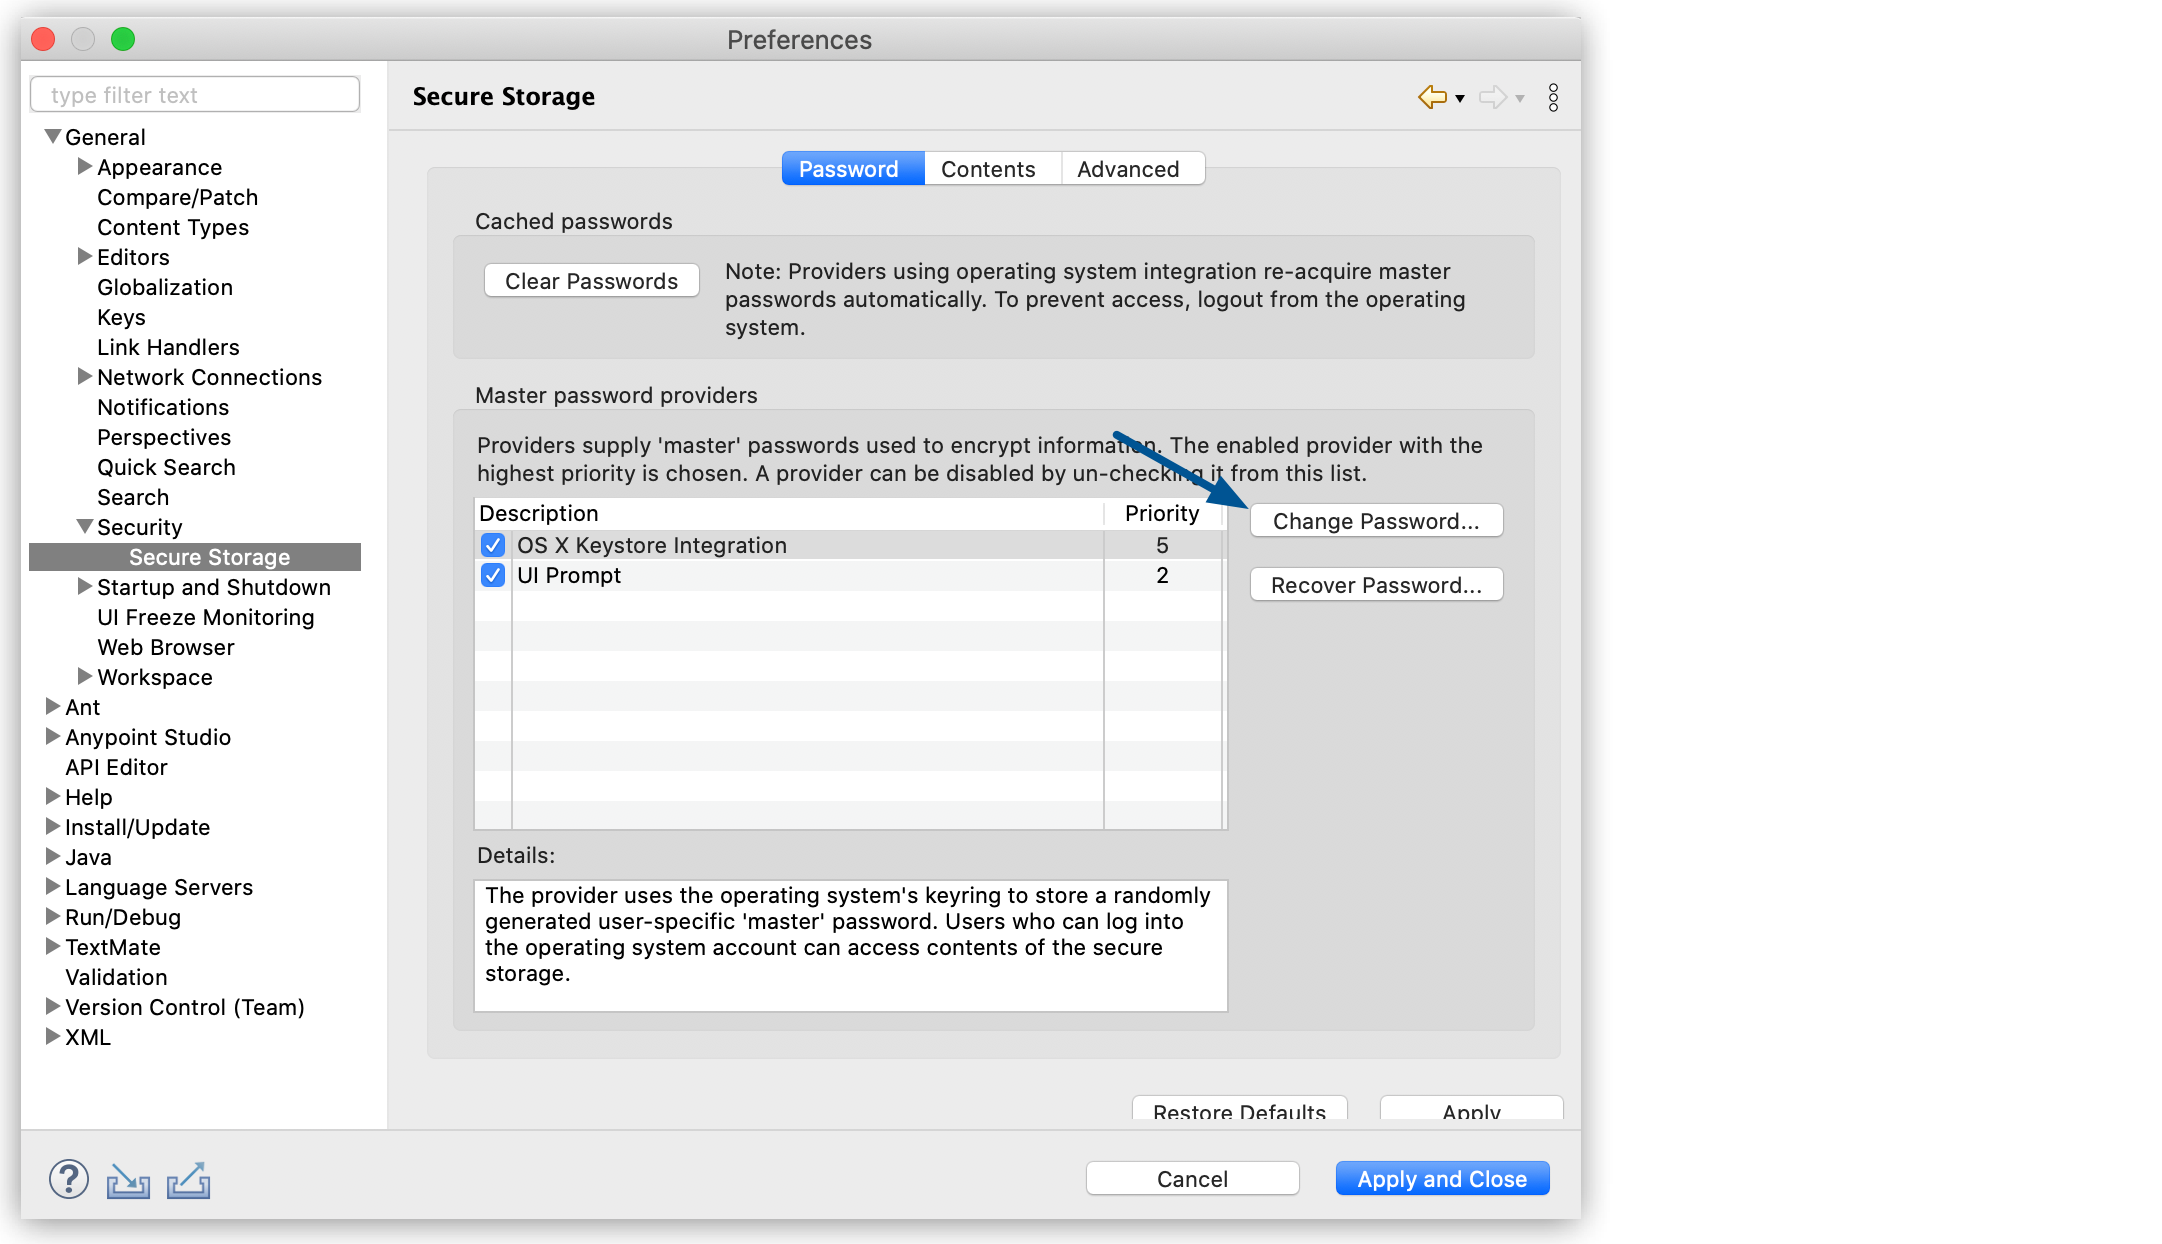 Preferences
type filter text
General
Appearance
Compare/Patch
Content Types
Editors
Globalization
Keys
Link Handlers
Network Connections
Notifications
Perspectives
Quick Search
Search
Security
Secure Storage
Startup and Shutdown
UI Freeze Monitoring
Web Browser
Workspace
Ant
Anypoint Studio
API Editor
Help
Install/Update
Java
Language Servers
Run/Debug
TextMate
Validation
Version Control (Team)
XML
Secure Storage
Password Contents Advanced
Cached passwords
Clear Passwords
Note: Providers using operating system integration re-acquire master
passwords automatically. To prevent access, logout from the operating
system.
Master password providers
Providers supply 'master' passwords used to encrypt information. The enabled provider with the
highest priority is chosen. A provider can be disabled by un-checking it from this list.
Description Priority
OS X Keystore Integration 5
UI Prompt 2
Change Password...
Recover Password...
Details:
The provider uses the operating system's keyring to store a randomly
generated user-specific 'master' password. Users who can log into
the operating system account can access contents of the secure
storage.
Restore Defaults Apply
?
Cancel Apply and Close